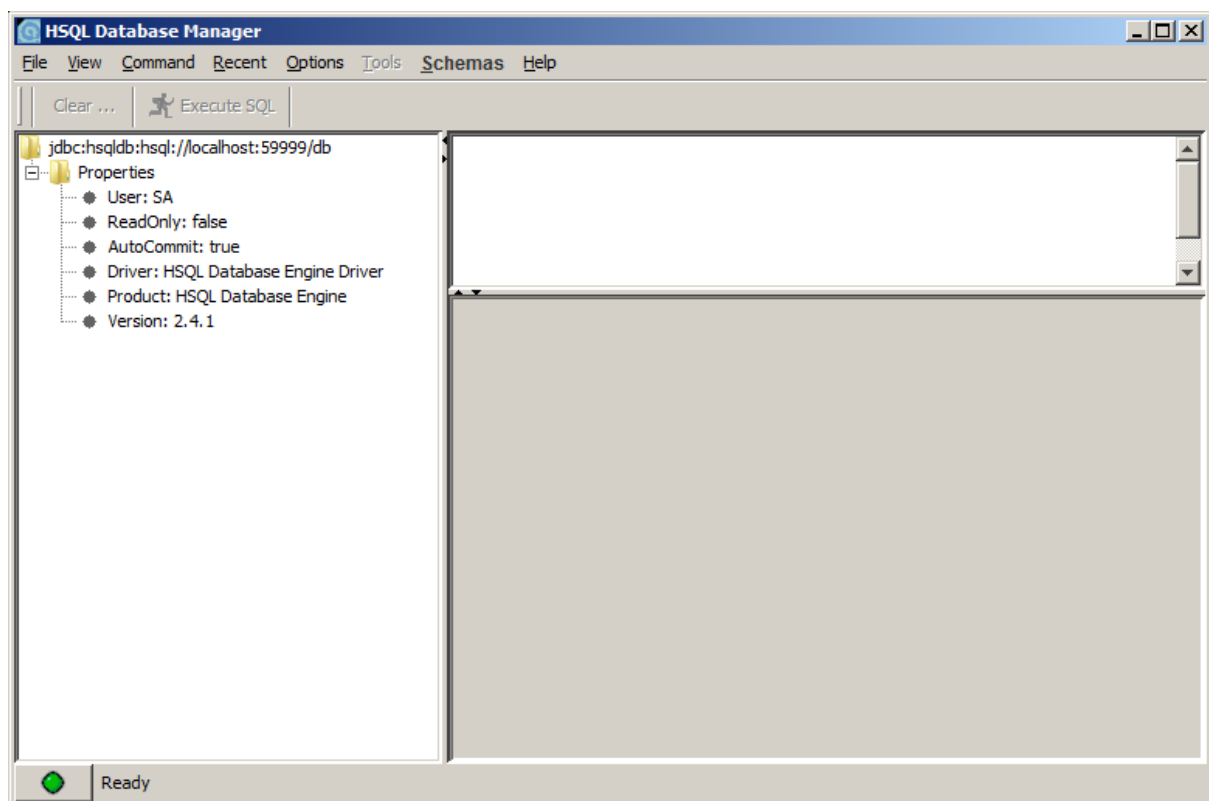 HSQL Database Manager
File View Command Recent Options Tools Schemas Help
Clear ... Execute SQL
jdbc:hsqldb:hsql://localhost:59999/db
Properties
User: SA
ReadOnly: false
AutoCommit: true
Driver: HSQL Database Engine Driver
Product: HSQL Database Engine
Version: 2.4.1
Ready